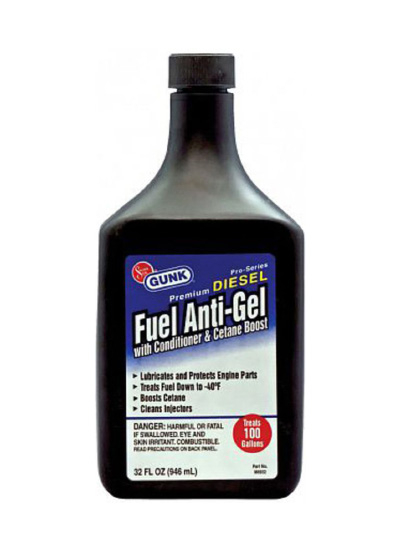 GUNK
Pro-Series
Premium DIESEL
Fuel Anti-Gel
with Conditioner & Cetane Boost
▸ Lubricates and Protects Engine Parts
▸ Treats Fuel Down to -40°F
▸ Boosts Cetane
▸ Cleans Injectors
Treats
100
Gallons
DANGER: HARMFUL OR FATAL
IF SWALLOWED. EYE AND
SKIN IRRITANT. COMBUSTIBLE.
READ PRECAUTIONS ON BACK PANEL.
32 FL OZ (946 mL)
Part No.